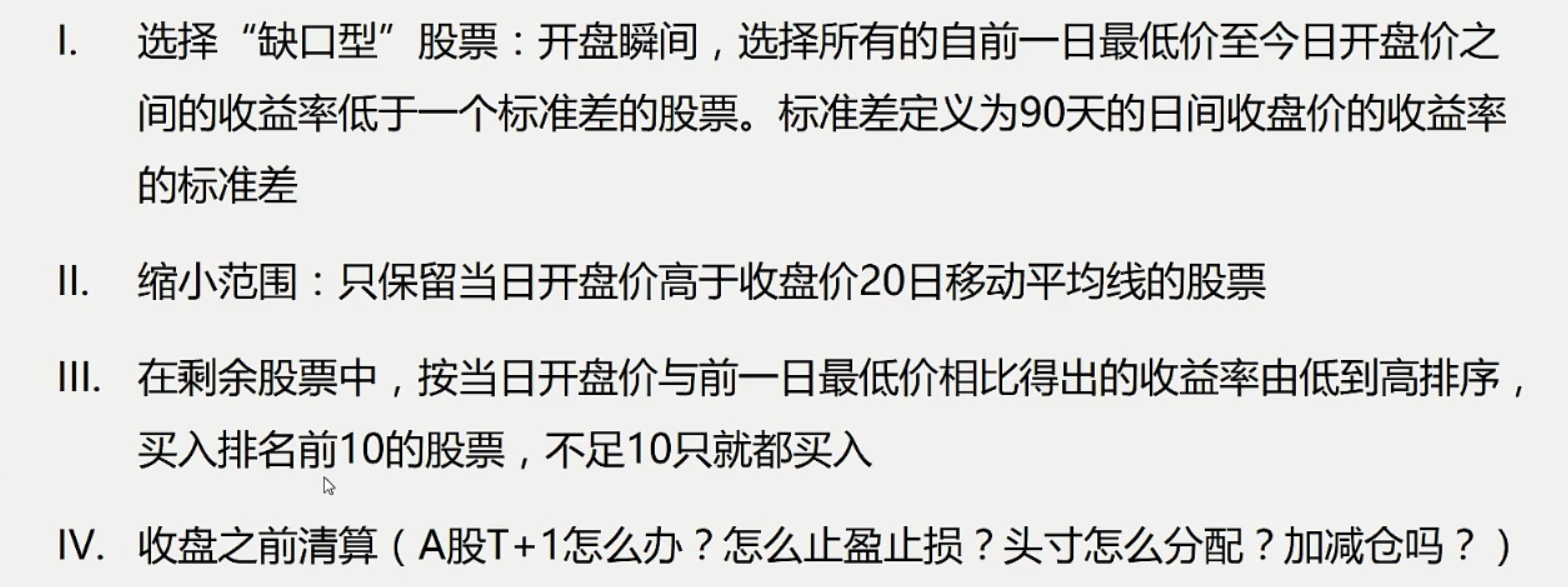 I. 选择“缺口型”股票：开盘瞬间，选择所有的自前一日最低价至今日开盘价之
间的收益率低于一个标准差的股票。标准差定义为90天的日间收盘价的收益率
的标准差
II. 缩小范围：只保留当日开盘价高于收盘价20日移动平均线的股票
III. 在剩余股票中，按当日开盘价与前一日最低价相比得出的收益率由低到高排序，
买入排名前10的股票，不足10只就都买入
IV. 收盘之前清算（A股T+1怎么办？怎么止盈止损？头寸怎么分配？加减仓吗？）